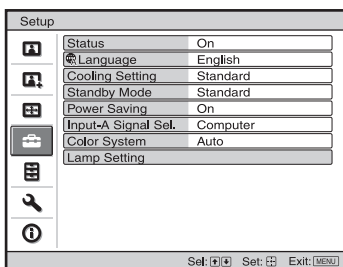 Setup
Status On
Language English
Cooling Setting Standard
Standby Mode Standard
Power Saving On
Input-A Signal Sel. Computer
Color System Auto
Lamp Setting
Sel: Set: Exit: MENU